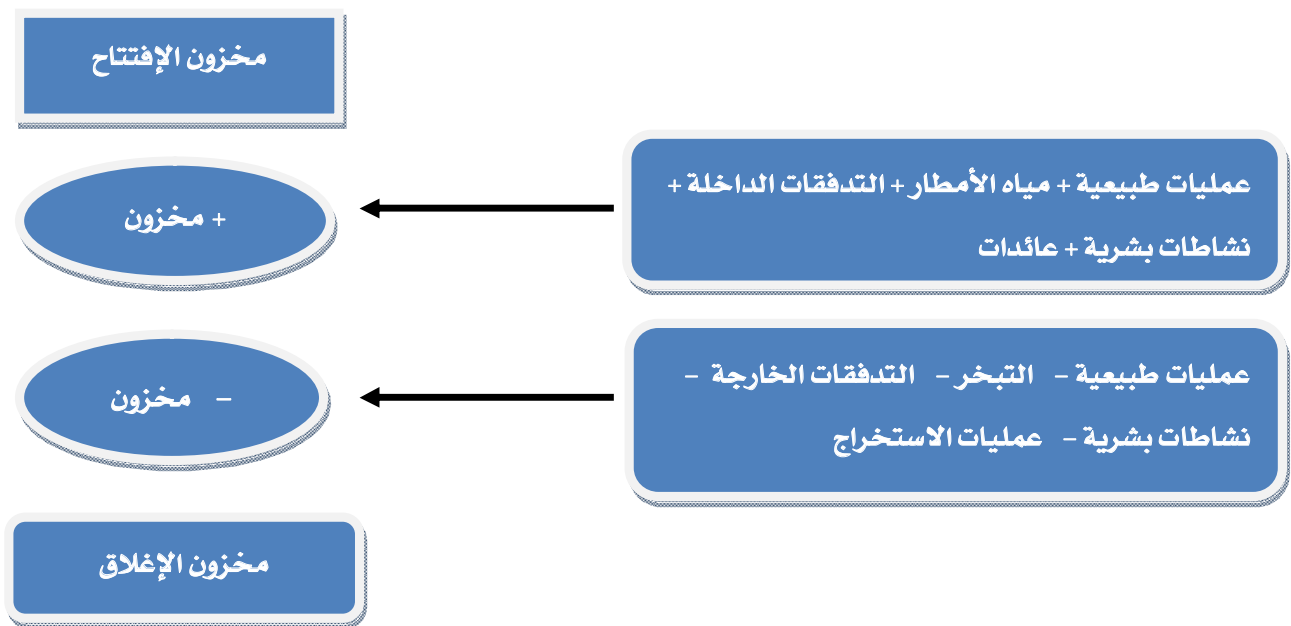 مخزون الإفتتاح
عمليات طبيعية + مياه الأمطار + التدفقات الداخلة +
نشاطات بشرية + عائدات
+ مخزون
عمليات طبيعية – التبخر – التدفقات الخارجة –
نشاطات بشرية – عمليات الاستخراج
– مخزون
مخزون الإغلاق